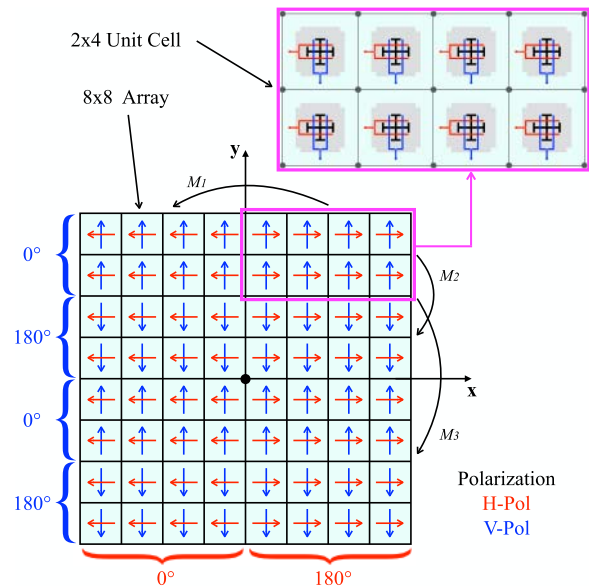 2x4 Unit Cell
8x8 Array
y
M1
0°
M2
180°
x
0°
M3
Polarization
H-Pol
180°
V-Pol
0°
180°